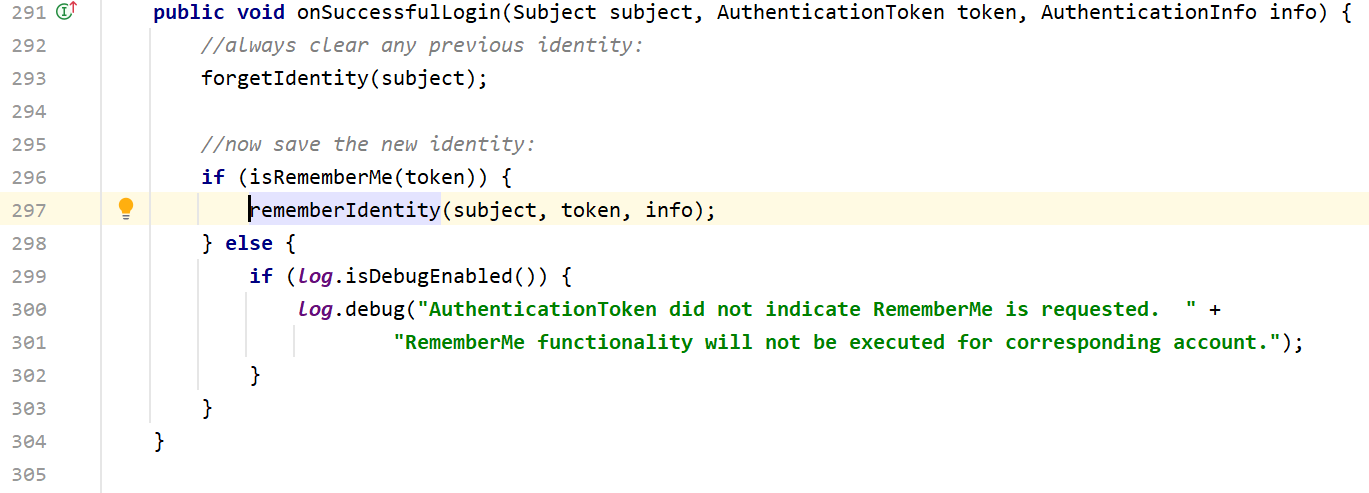 291 public void onSuccessfulLogin(Subject subject, AuthenticationToken token, AuthenticationInfo info) {
292 //always clear any previous identity:
293 forgetIdentity(subject);
294
295 //now save the new identity:
296 if (isRememberMe(token)) {
297 rememberIdentity(subject, token, info);
298 } else {
299 if (log.isDebugEnabled()) {
300 log.debug("AuthenticationToken did not indicate RememberMe is requested.  " +
301 "RememberMe functionality will not be executed for corresponding account.");
302 }
303 }
304 }
305